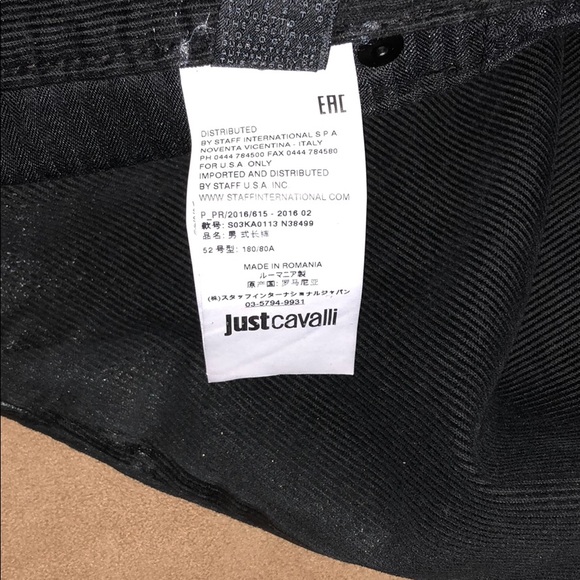 EAC
DISTRIBUTED
BY STAFF INTERNATIONAL S P A
NOVENTA VICENTINA - ITALY
PH 0444 784500 FAX 0444 784580
FOR U.S.A. ONLY
IMPORTED AND DISTRIBUTED
BY STAFF U.S.A. INC.
WWW.STAFFINTERNATIONAL.COM
P_PR/2016/615 - 2016 02
款号: S03KA0113 N38499
品名: 男式长裤
52 号型: 180/80A
MADE IN ROMANIA
ルーマニア製
原产国: 罗马尼亚
(株)スタッフインターナショナルジャパン
03-5794-9931
justcavalli